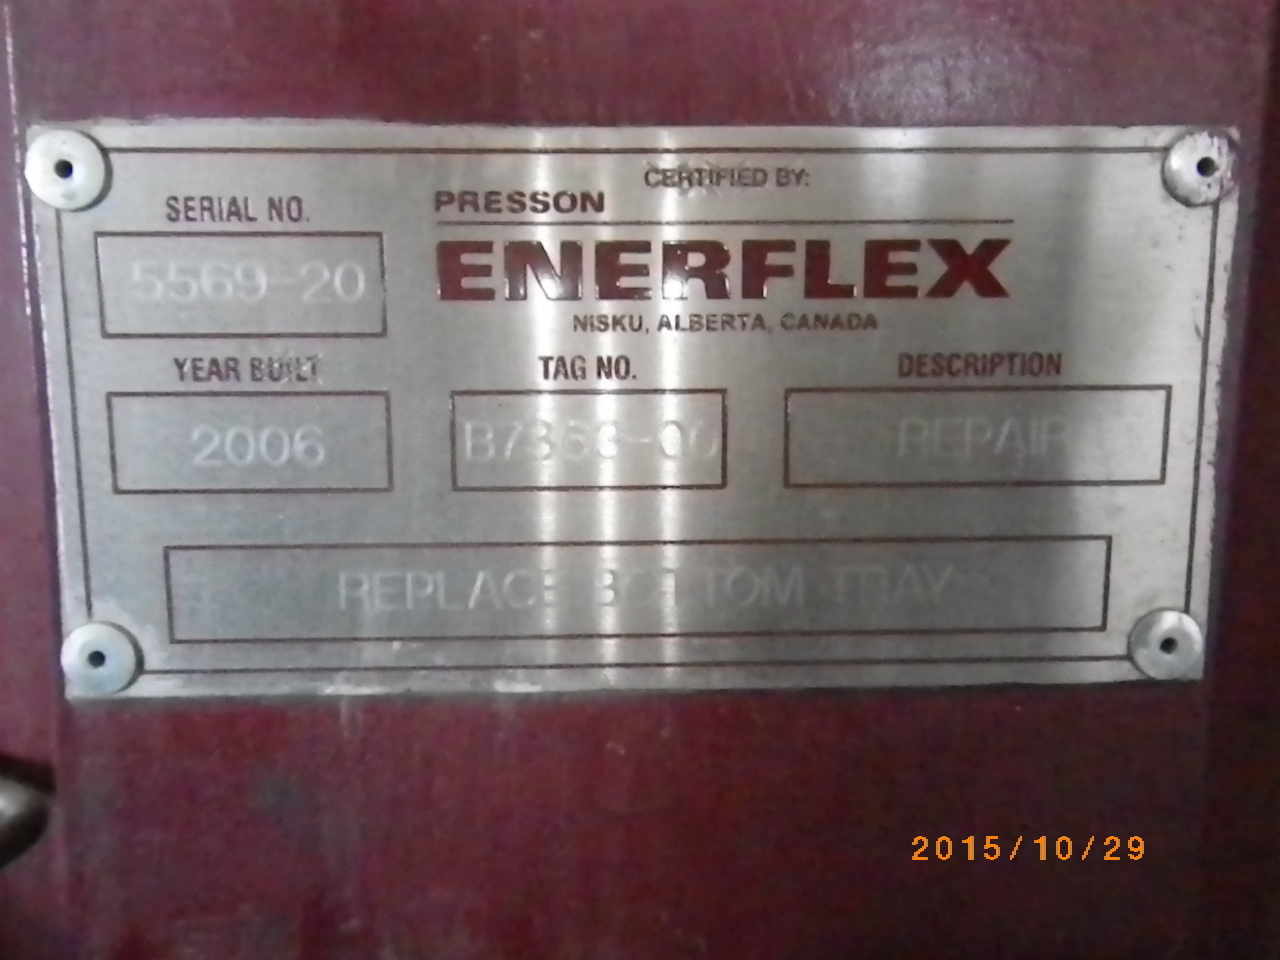 CERTIFIED BY:
PRESSON
ENERFLEX
NISKU, ALBERTA, CANADA
SERIAL NO.
5569-20
YEAR BUILT
2006
TAG NO.
DESCRIPTION
REPAIR
REPLACE BOTTOM TRAY
2015/10/29